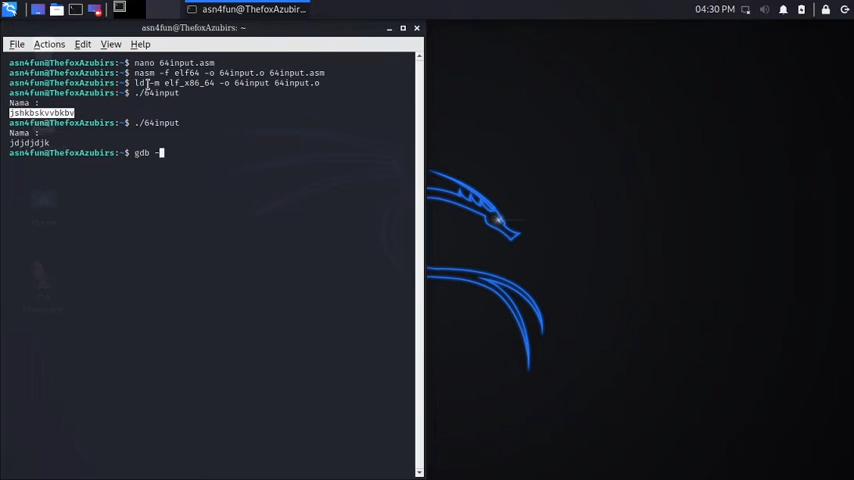 asn4fun@ThefoxAzubirs: ~/...
04:30 PM
asn4fun@ThefoxAzubirs: ~
File Actions Edit View Help
asn4fun@ThefoxAzubirs:~$ nano 64input.asm
asn4fun@ThefoxAzubirs:~$ nasm -f elf64 -o 64input.o 64input.asm
asn4fun@ThefoxAzubirs:~$ ld -m elf_x86_64 -o 64input 64input.o
asn4fun@ThefoxAzubirs:~$ ./64input
Nama :
jshkbskvvbkbv
asn4fun@ThefoxAzubirs:~$ ./64input
Nama :
jdjdjdjk
asn4fun@ThefoxAzubirs:~$ gdb -